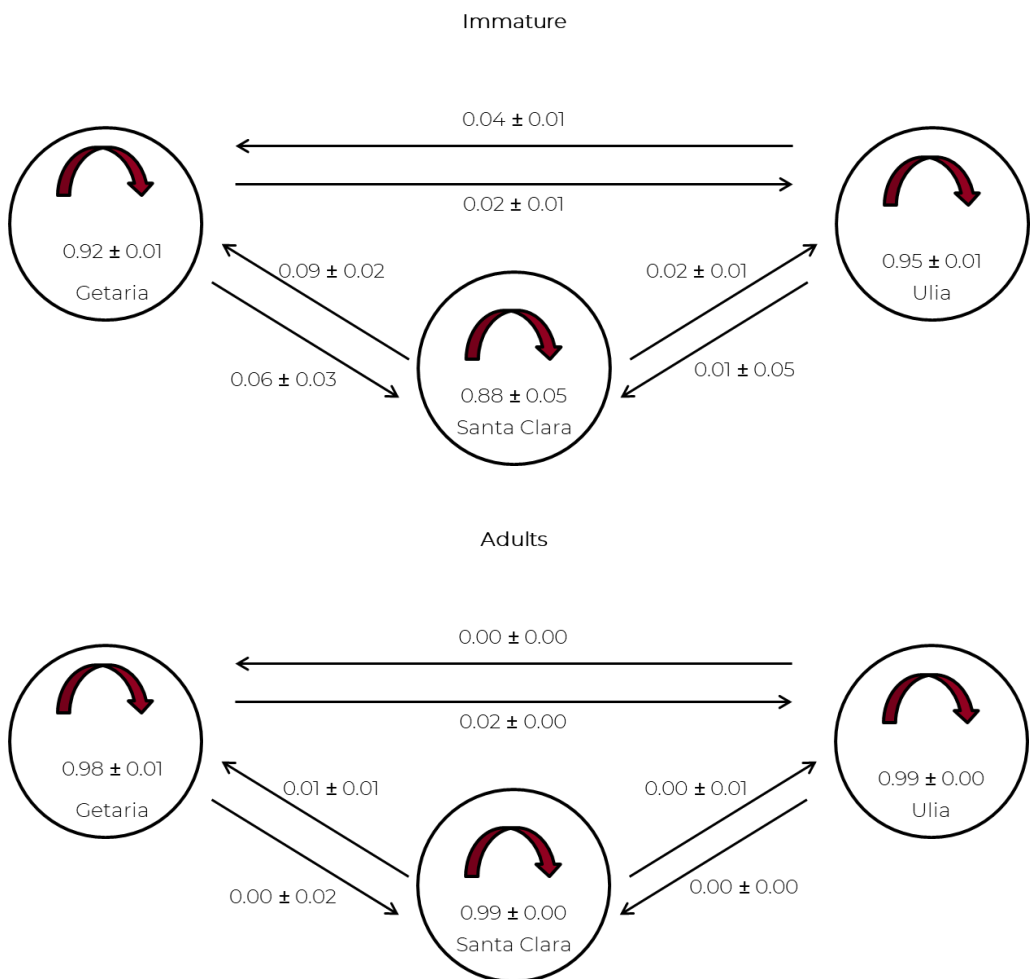 Immature
0.04 ± 0.01
0.02 ± 0.01
0.92 ± 0.01
Getaria
0.09 ± 0.02
0.02 ± 0.01
0.95 ± 0.01
Ulia
0.06 ± 0.03
0.88 ± 0.05
Santa Clara
0.01 ± 0.05
Adults
0.00 ± 0.00
0.02 ± 0.00
0.98 ± 0.01
Getaria
0.01 ± 0.01
0.00 ± 0.01
0.99 ± 0.00
Ulia
0.00 ± 0.02
0.99 ± 0.00
Santa Clara
0.00 ± 0.00